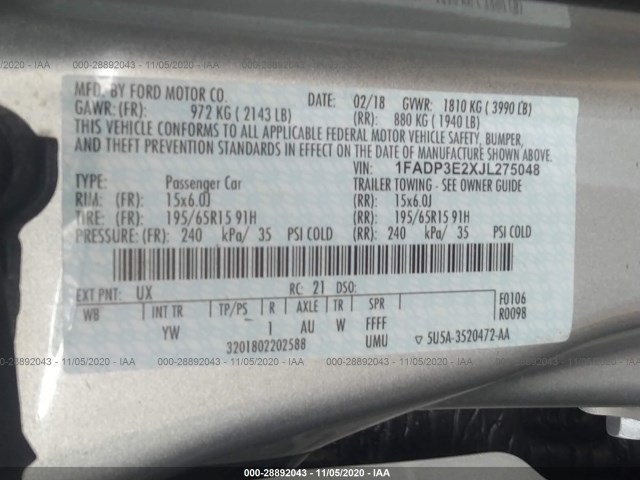 000-28892043 - 11/05/2020 - IAA
MFD. BY FORD MOTOR CO.
DATE: 02/18 GVWR: 1810 KG ( 3990 LB)
GAWR: (FR): 972 KG ( 2143 LB) (RR): 880 KG ( 1940 LB)
THIS VEHICLE CONFORMS TO ALL APPLICABLE FEDERAL MOTOR VEHICLE SAFETY, BUMPER,
AND THEFT PREVENTION STANDARDS IN EFFECT ON THE DATE OF MANUFACTURE SHOWN ABOVE.
VIN: 1FADP3E2XJL275048
TYPE: Passenger Car TRAILER TOWING - SEE OWNER GUIDE
RIM: (FR): 15x6.0J (RR): 15x6.0J
TIRE: (FR): 195/65R15 91H (RR): 195/65R15 91H
PRESSURE: (FR): 240 kPa/ 35 PSI COLD (RR): 240 kPa/ 35 PSI COLD
EXT PNT: UX RC: 21 DSO:
WB INT TR TP/PS R AXLE TR SPR
F0106
R0098
YW 1 AU W FFFF
3201802202588 UMU ▽ 5U5A-3520472-AA
000-28892043 - 11/05/2020 - IAA